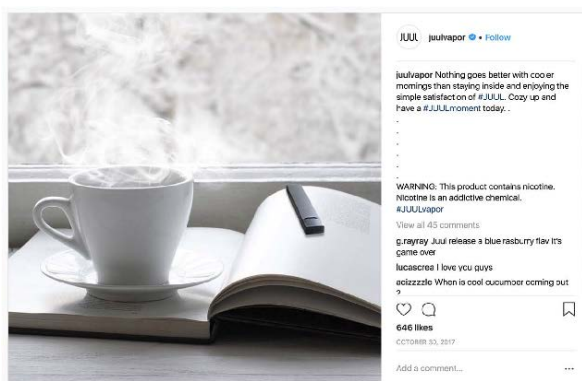 JUUL
juulvapor • Follow
juulvapor Nothing goes better with cooler
mornings than staying inside and enjoying the
simple satisfaction of #JUUL. Cozy up and
have a #JUULmoment today. .
.
.
.
.
.
.
WARNING: This product contains nicotine.
Nicotine is an addictive chemical.
#JUULvapor
View all 45 comments
g.rayray Juul release a blue rasburry flav it's
game over
lucascrea I love you guys
acizzzzle When is cool cucumber coming out
?
646 likes
OCTOBER 30, 2017
Add a comment...